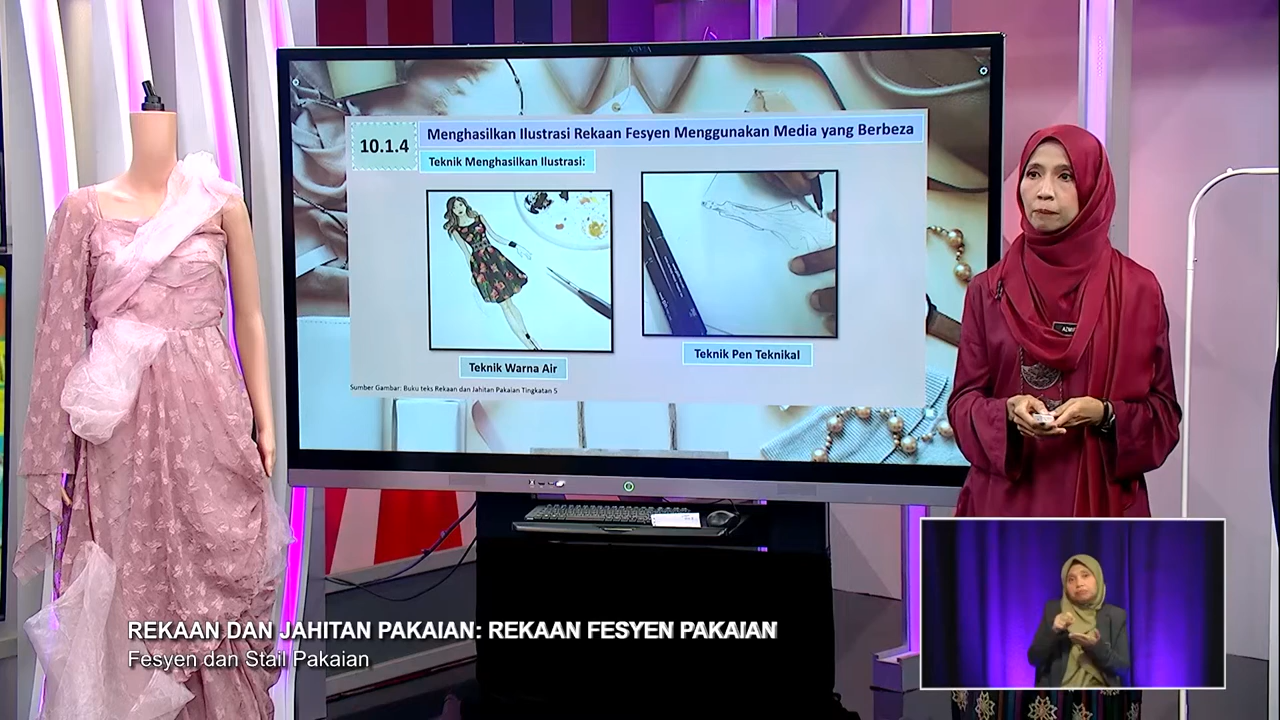 10.1.4
Menghasilkan Ilustrasi Rekaan Fesyen Menggunakan Media yang Berbeza
Teknik Menghasilkan Ilustrasi:
Teknik Warna Air
Teknik Pen Teknikal
Sumber Gambar: Buku teks Rekaan dan Jahitan Pakaian Tingkatan 5
REKAAN DAN JAHITAN PAKAIAN: REKAAN FESYEN PAKAIAN
Fesyen dan Stail Pakaian